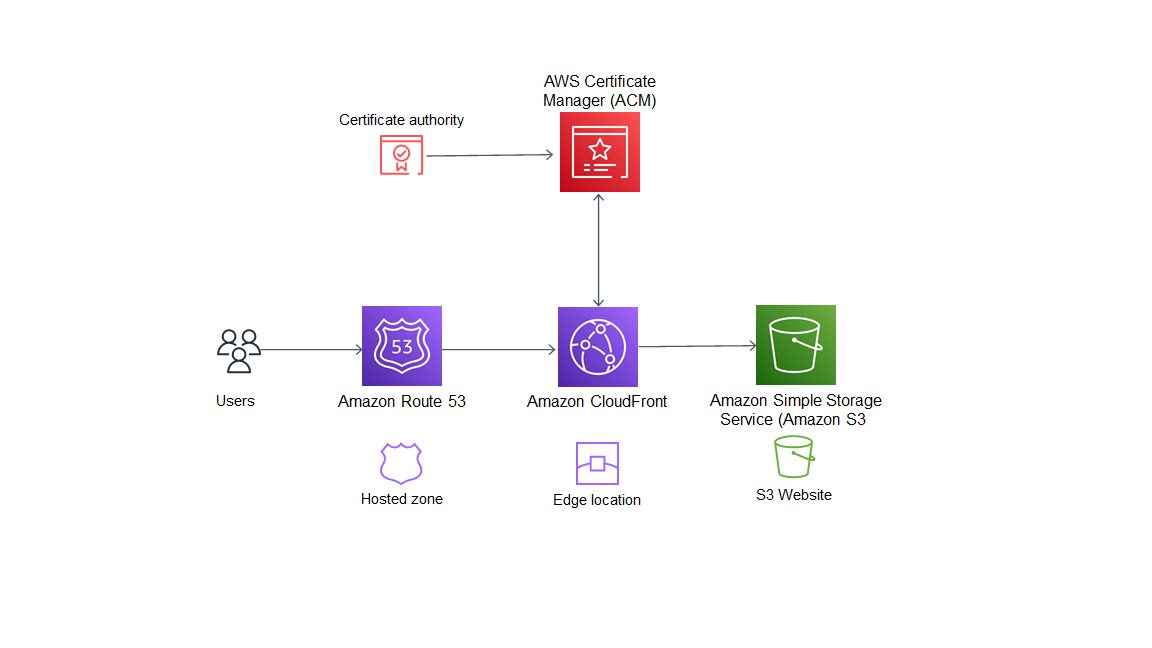 AWS Certificate
Manager (ACM)
Certificate authority
53
Users
Amazon Route 53
Amazon CloudFront
Amazon Simple Storage
Service (Amazon S3
Hosted zone
Edge location
S3 Website